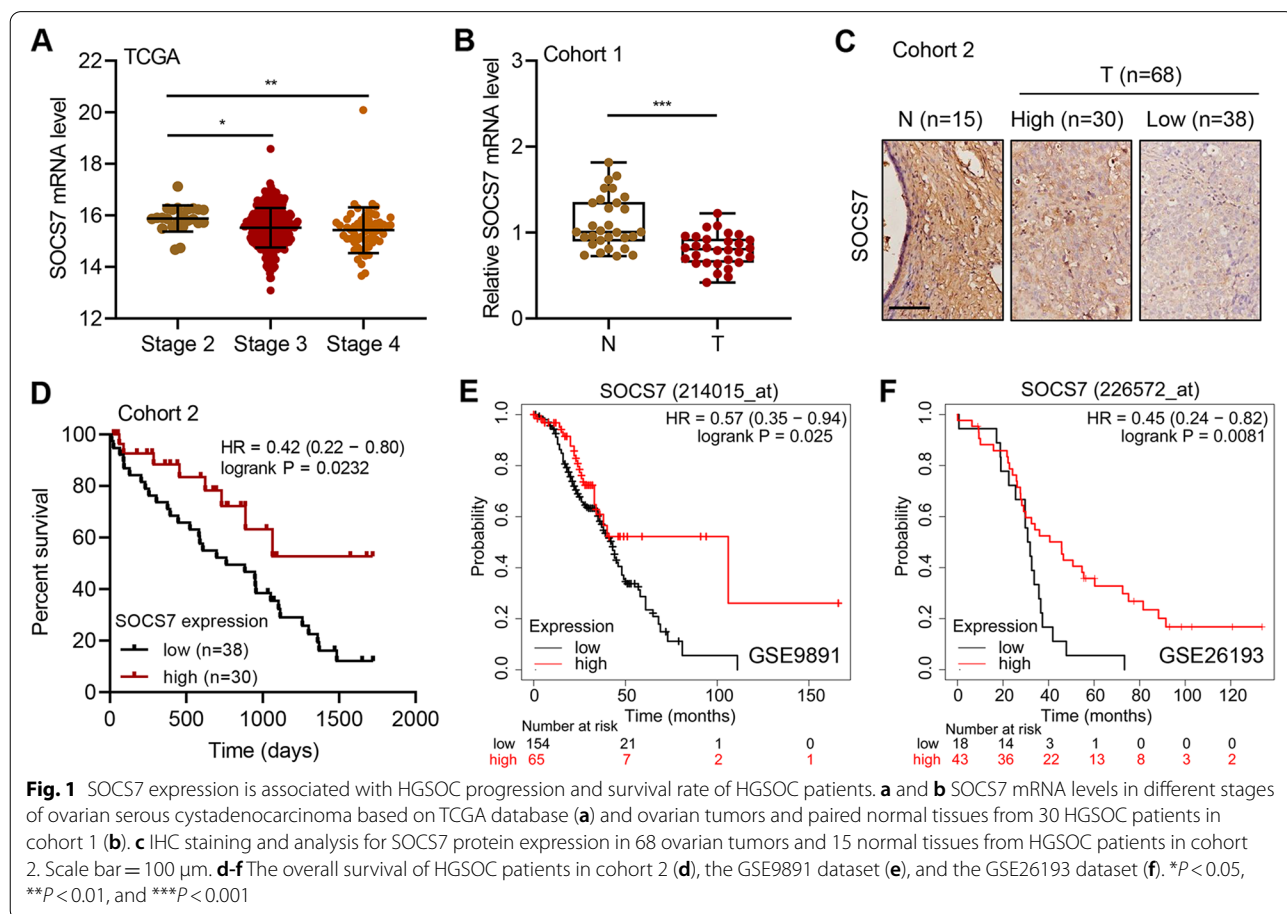 A
TCGA
SOCS7 mRNA level
22
20
18
16
14
12
**
*
Stage 2 Stage 3 Stage 4
B
Cohort 1
Relative SOCS7 mRNA level
3
2
1
0
***
N T
C
Cohort 2
T (n=68)
N (n=15) High (n=30) Low (n=38)
SOCS7
D
Cohort 2
HR = 0.42 (0.22 − 0.80)
logrank P = 0.0232
Percent survival
100
80
60
40
20
0
SOCS7 expression
low (n=38)
high (n=30)
0 500 1000 1500 2000
Time (days)
E
SOCS7 (214015_at)
HR = 0.57 (0.35 − 0.94)
logrank P = 0.025
Probability
1.0
0.8
0.6
0.4
0.2
0.0
Expression
low
high
GSE9891
0 50 100 150
Time (months)
Number at risk
low 154 21 1 0
high 65 7 2 1
F
SOCS7 (226572_at)
HR = 0.45 (0.24 − 0.82)
logrank P = 0.0081
Probability
1.0
0.8
0.6
0.4
0.2
0.0
Expression
low
high
GSE26193
0 20 40 60 80 100 120
Time (months)
Number at risk
low 18 14 3 1 0 0 0
high 43 36 22 13 8 3 2
Fig. 1 SOCS7 expression is associated with HGSOC progression and survival rate of HGSOC patients. a and b SOCS7 mRNA levels in different stages
of ovarian serous cystadenocarcinoma based on TCGA database (a) and ovarian tumors and paired normal tissues from 30 HGSOC patients in
cohort 1 (b). c IHC staining and analysis for SOCS7 protein expression in 68 ovarian tumors and 15 normal tissues from HGSOC patients in cohort
2. Scale bar = 100 μm. d-f The overall survival of HGSOC patients in cohort 2 (d), the GSE9891 dataset (e), and the GSE26193 dataset (f). *P < 0.05,
**P < 0.01, and ***P < 0.001